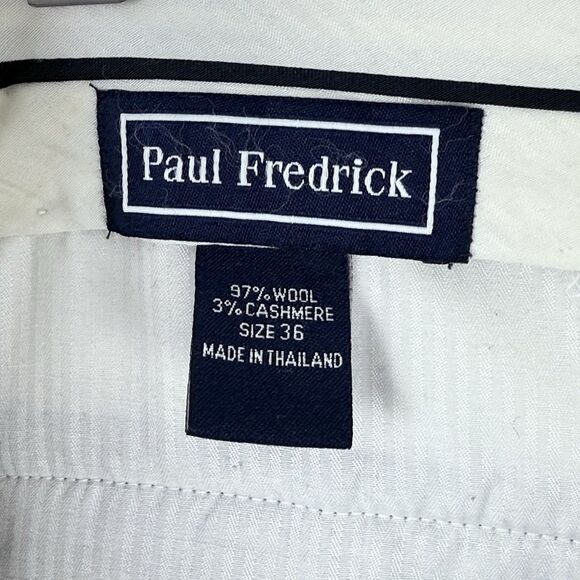 Paul Fredrick
97% WOOL
3% CASHMERE
SIZE 36
MADE IN THAILAND